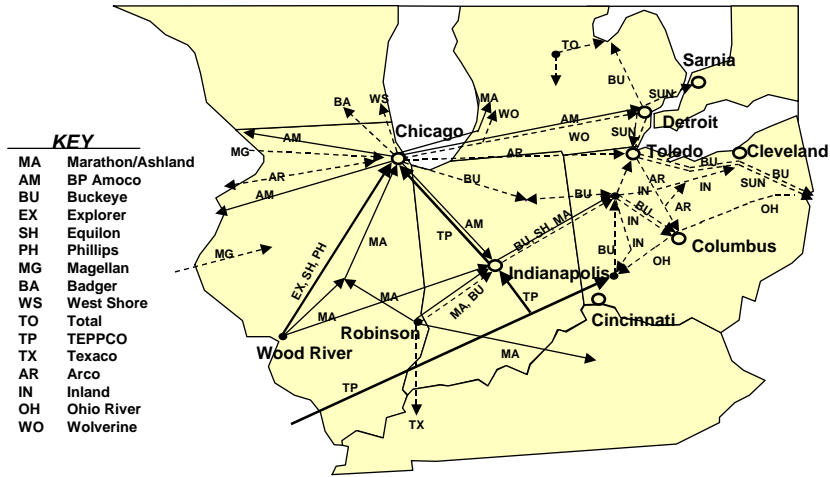 TO
Sarnia
BU
SUN
BA
WS
MA
WO
AM
Detroit
Chicago
AM
WO
SUN
KEY
MG
AR
Toledo
BU
Cleveland
MA Marathon/Ashland
AM BP Amoco
BU Buckeye
EX Explorer
SH Equilon
PH Phillips
MG Magellan
BA Badger
WS West Shore
TO Total
TP TEPPCO
TX Texaco
AR Arco
IN Inland
OH Ohio River
WO Wolverine
AR
AM
BU
BU
IN
AR
IN
SUN
BU
AR
OH
BU
IN
IN
AM
TP
BU, SH, MA
MA
MG
BU
OH
Columbus
EX, SH, PH
Indianapolis
MA
MA, BU
TP
Cincinnati
MA
Robinson
Wood River
MA
TP
TX